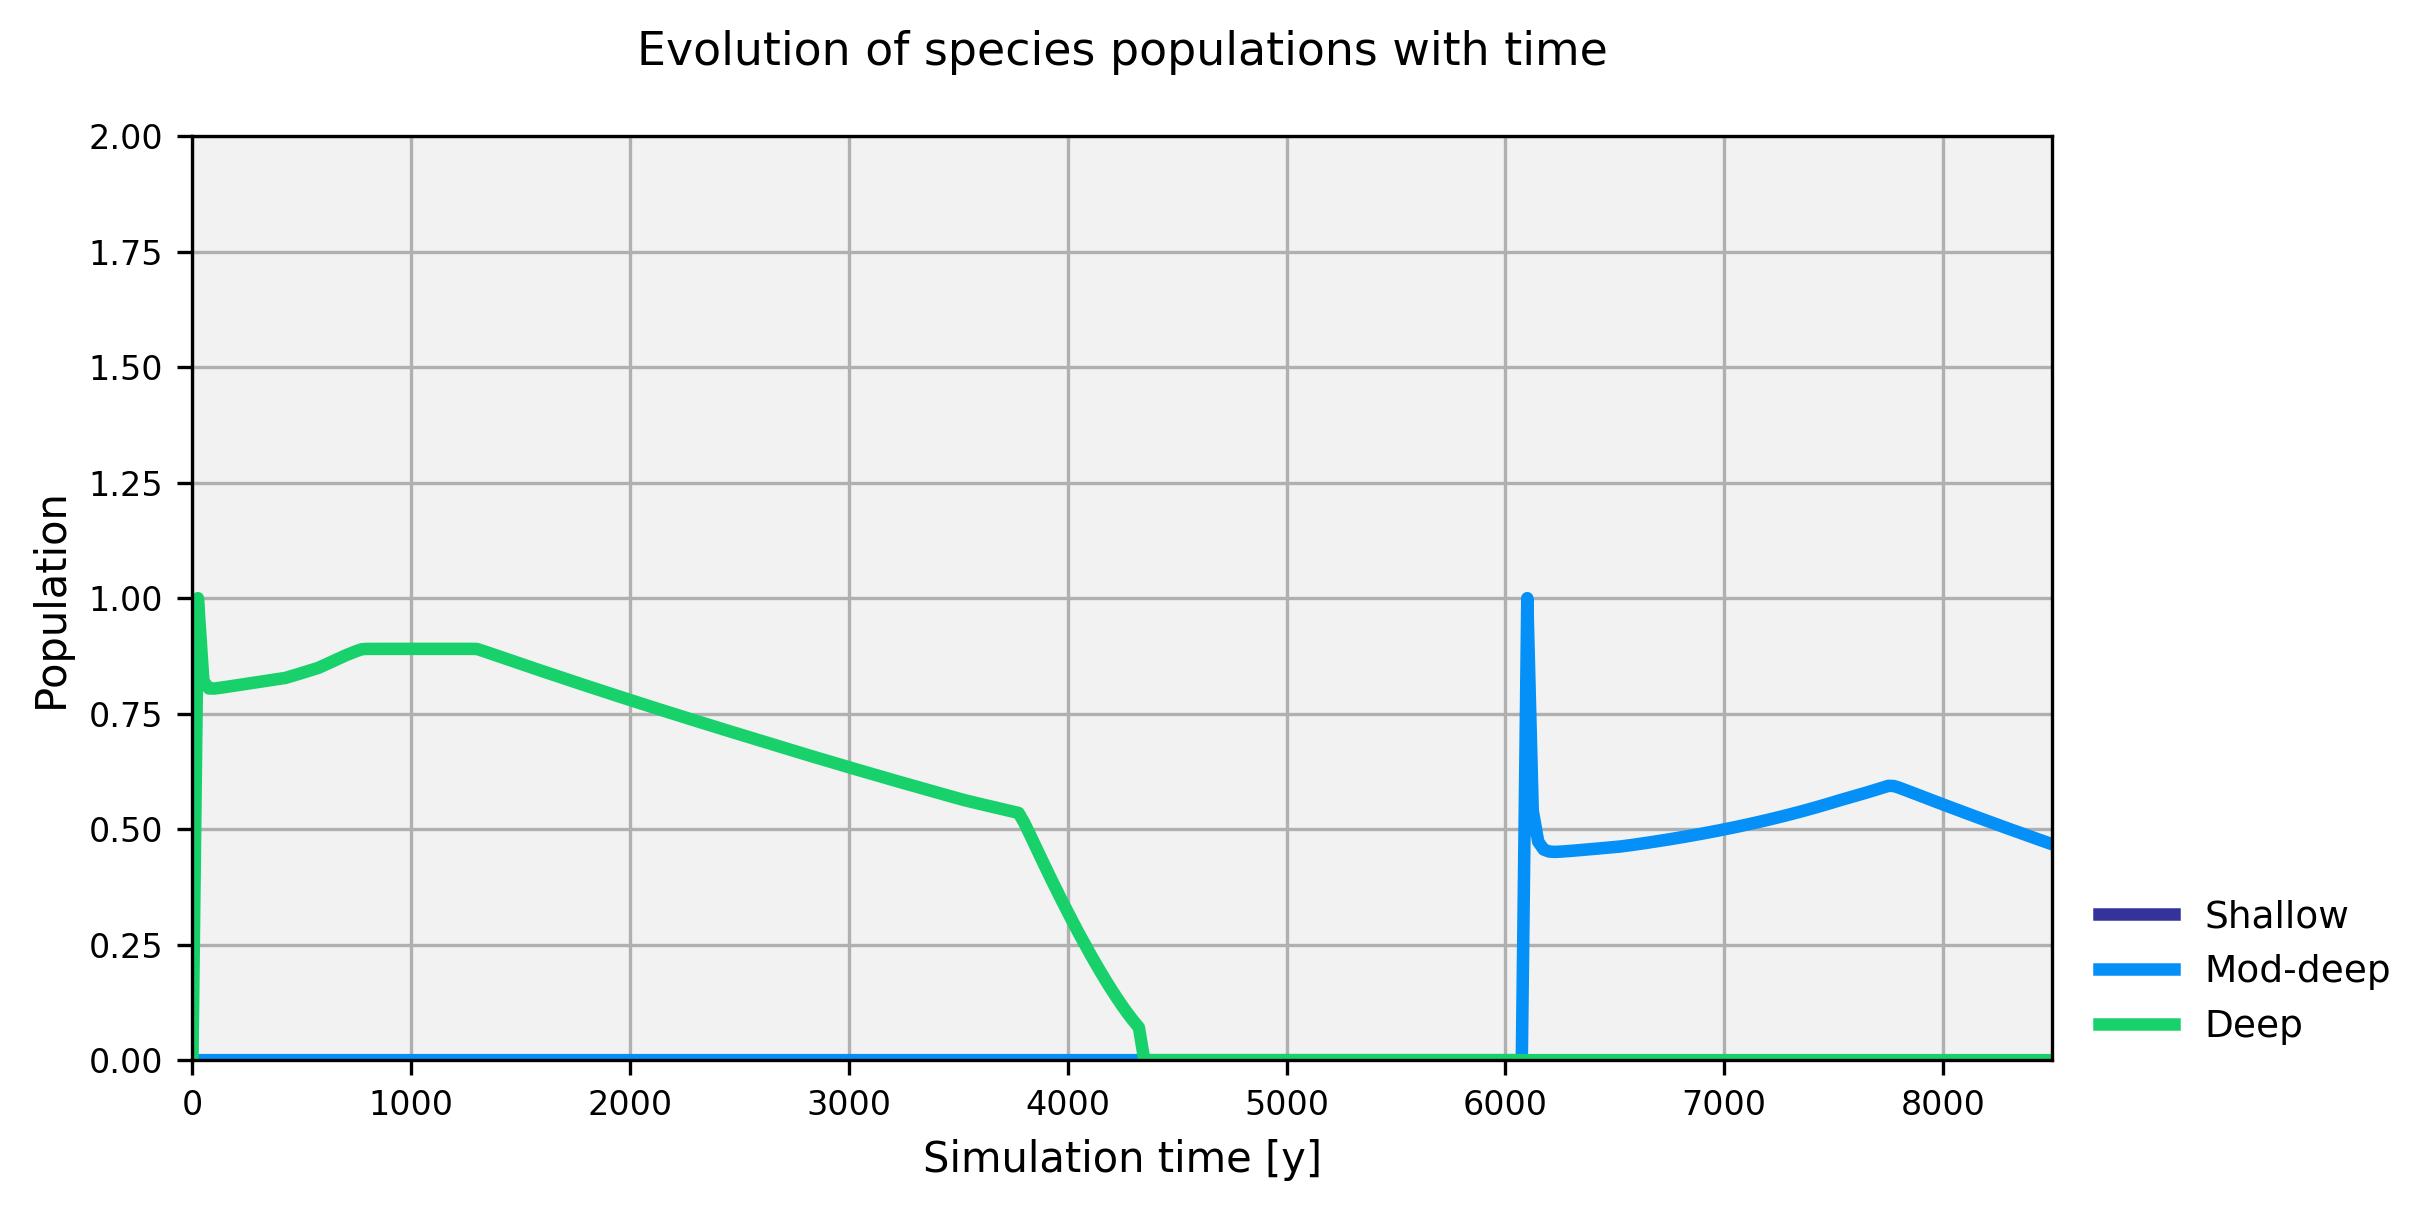 Evolution of species populations with time
2.00
1.75
1.50
1.25
1.00
0.75
0.50
0.25
0.00
Population
0 1000 2000 3000 4000 5000 6000 7000 8000
Simulation time [y]
Shallow
Mod-deep
Deep